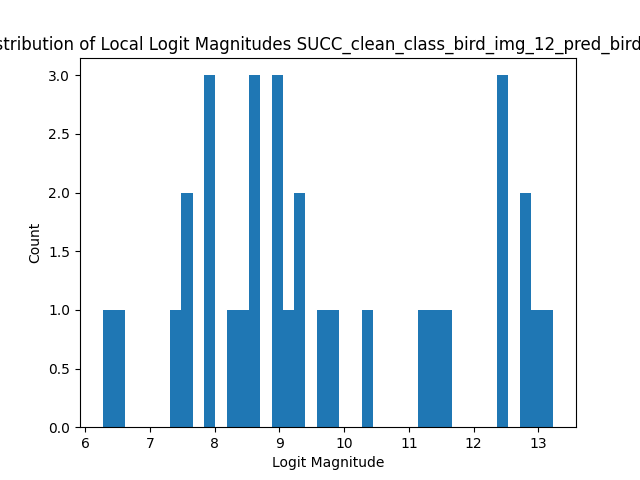 stribution of Local Logit Magnitudes SUCC_clean_class_bird_img_12_pred_bird
3.0
2.5
2.0
1.5
1.0
0.5
0.0
Count
6 7 8 9 10 11 12 13
Logit Magnitude